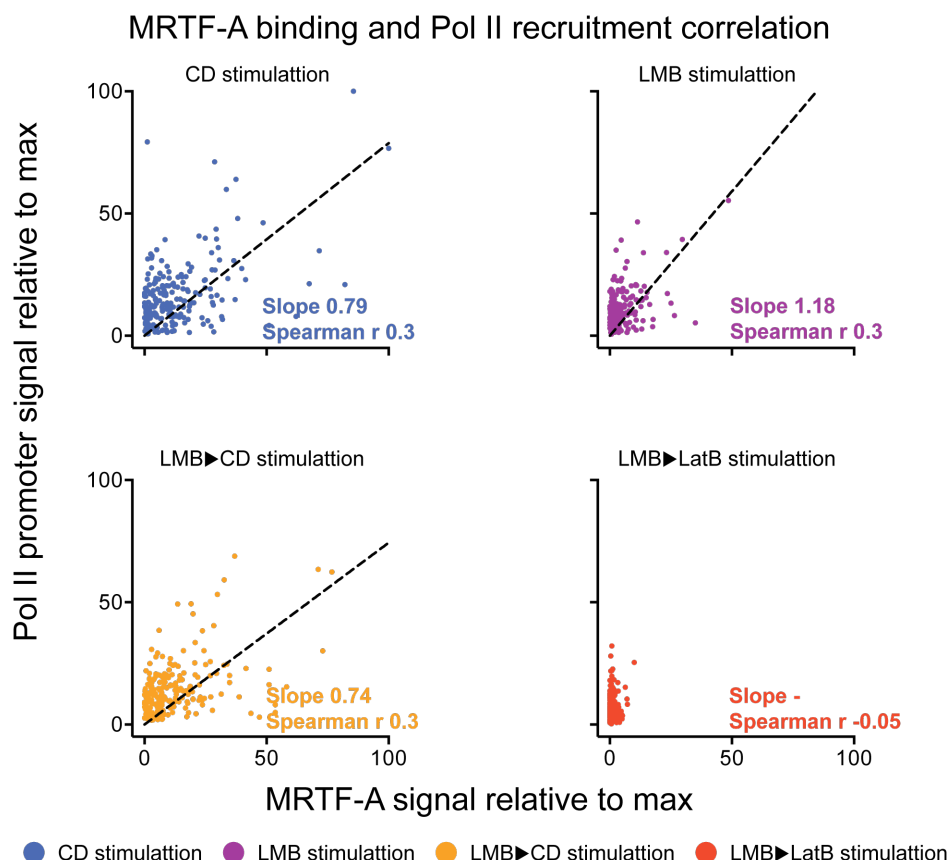 MRTF-A binding and Pol II recruitment correlation
CD stimulattion
LMB stimulattion
Pol II promoter signal relative to max
100
50
0
Slope 0.79
Spearman r 0.3
Slope 1.18
Spearman r 0.3
LMB▶CD stimulattion
LMB▶LatB stimulattion
100
50
0
Slope 0.74
Spearman r 0.3
Slope -
Spearman r -0.05
0 50 100
0 50 100
MRTF-A signal relative to max
CD stimulattion LMB stimulattion LMB▶CD stimulattion LMB▶LatB stimulattion